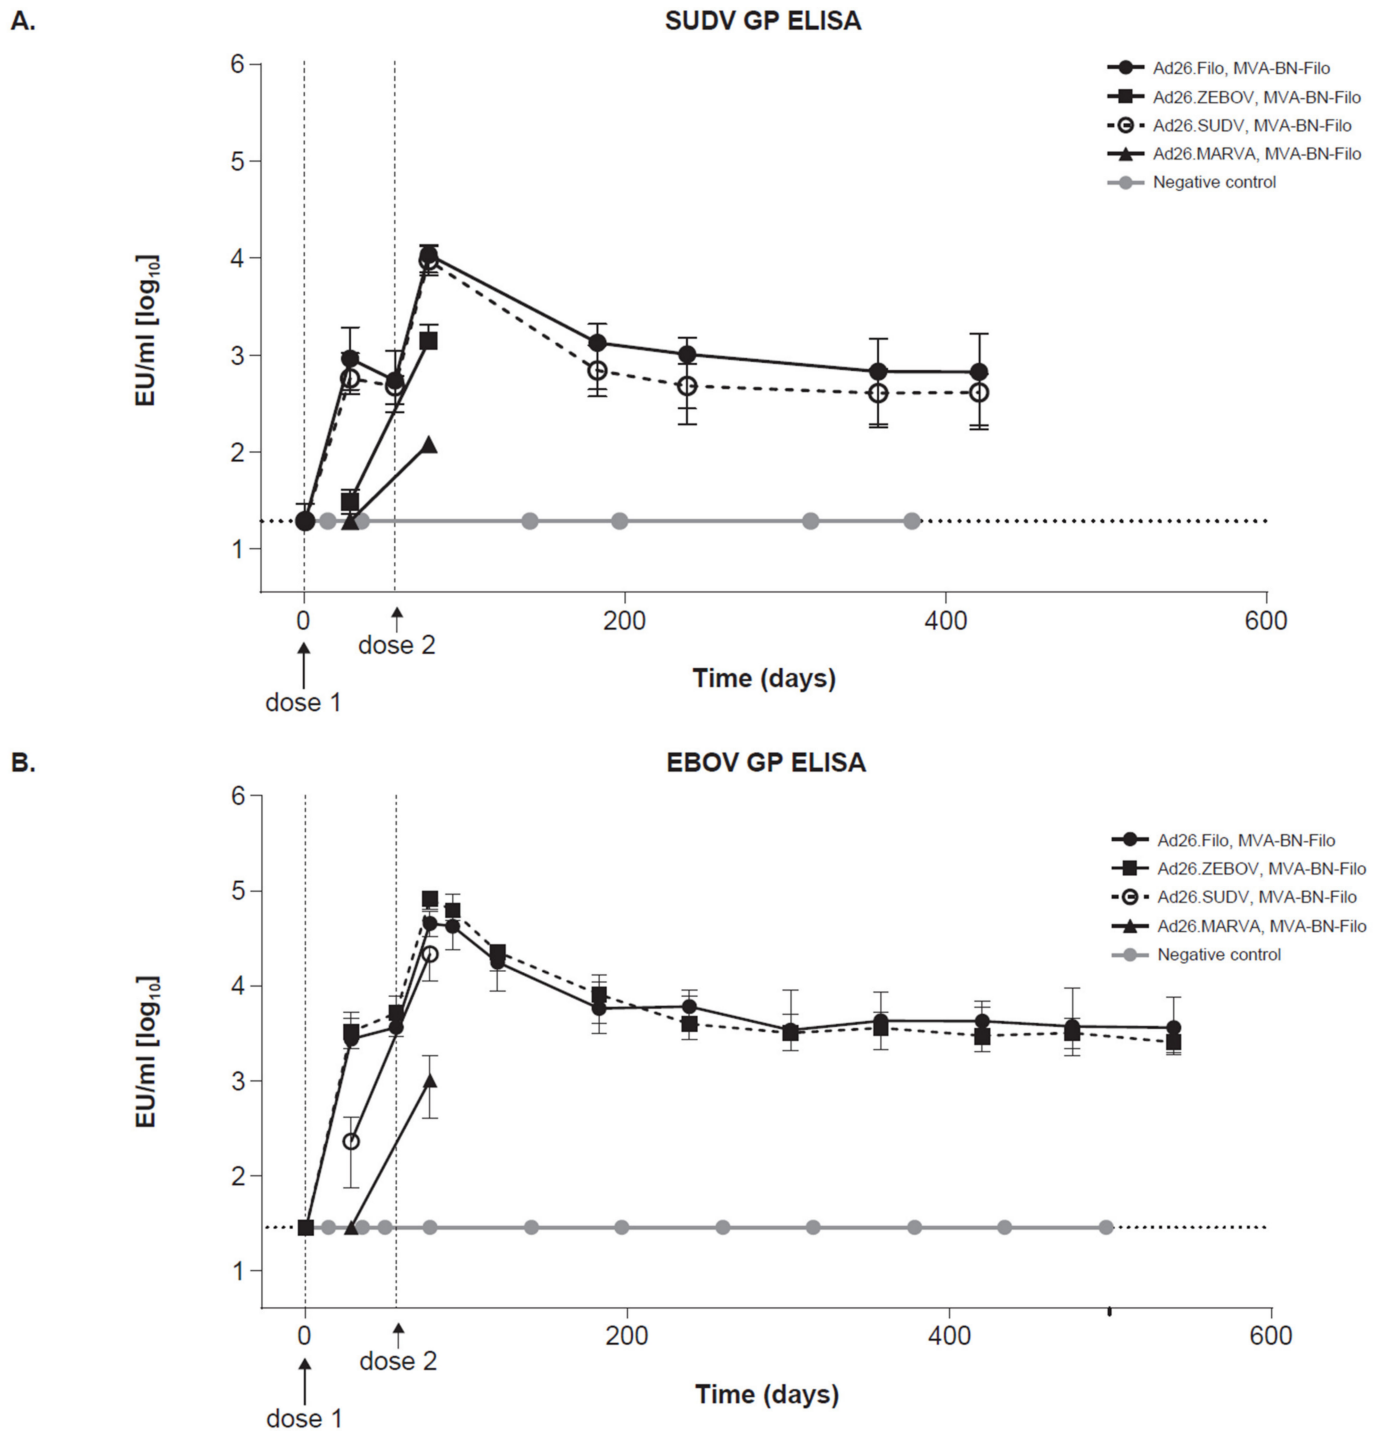 A.
SUDV GP ELISA
Ad26.Filo, MVA-BN-Filo
Ad26.ZEBOV, MVA-BN-Filo
Ad26.SUDV, MVA-BN-Filo
Ad26.MARVA, MVA-BN-Filo
Negative control
EU/ml [log₁₀]
6
5
4
3
2
1
0 200 400 600
dose 2
dose 1
Time (days)
B.
EBOV GP ELISA
Ad26.Filo, MVA-BN-Filo
Ad26.ZEBOV, MVA-BN-Filo
Ad26.SUDV, MVA-BN-Filo
Ad26.MARVA, MVA-BN-Filo
Negative control
EU/ml [log₁₀]
6
5
4
3
2
1
0 200 400 600
dose 2
dose 1
Time (days)